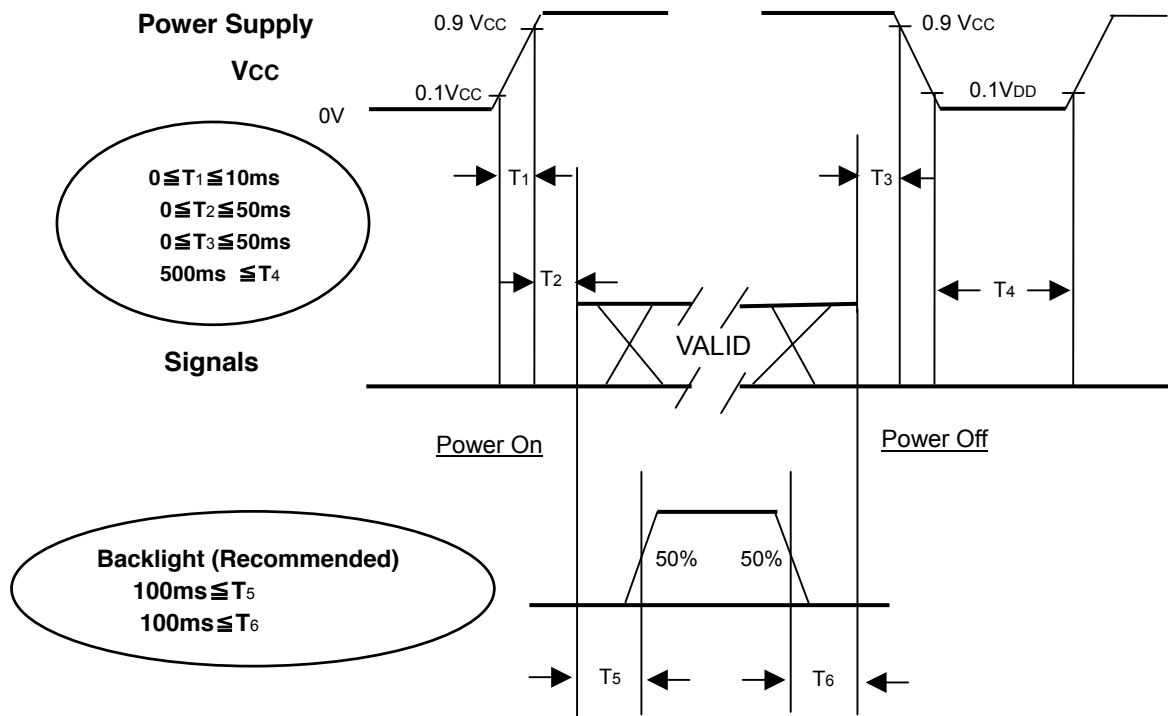 Power Supply
VCC
0.9 VCC
0.9 VCC
0.1VCC
0.1VDD
0V
0≦T1≦10ms
0≦T2≦50ms
0≦T3≦50ms
500ms ≦T4
T1
T3
T2
T4
VALID
Signals
Power On
Power Off
Backlight (Recommended)
100ms≦T5
100ms≦T6
50%
50%
T5
T6